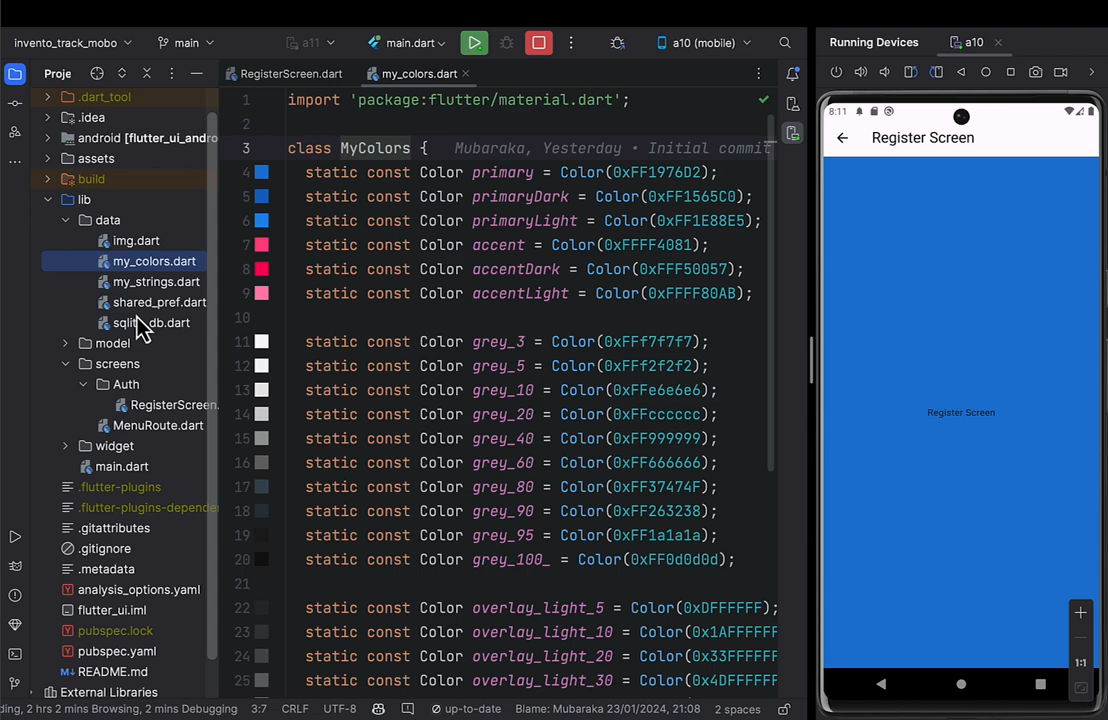 invento_track_mobo
main
a11
main.dart
a10 (mobile)
Running Devices
a10
Proje
RegisterScreen.dart
my_colors.dart
.dart_tool
.idea
android [flutter_ui_andro
assets
build
lib
data
img.dart
my_colors.dart
my_strings.dart
shared_pref.dart
db.dart
model
screens
Auth
RegisterScreen.
MenuRoute.dart
widget
main.dart
.flutter-plugins
.flutter-plugins-depende
.gitattributes
.gitignore
.metadata
analysis_options.yaml
flutter_ui.iml
pubspec.lock
pubspec.yaml
README.md
External Libraries
1 import 'package:flutter/material.dart';
2
3 class MyColors { Mubaraka, Yesterday • Initial commit
4 static const Color primary = Color(0xFF1976D2);
5 static const Color primaryDark = Color(0xFF1565C0);
6 static const Color primaryLight = Color(0xFF1E88E5);
7 static const Color accent = Color(0xFFFF4081);
8 static const Color accentDark = Color(0xFFF50057);
9 static const Color accentLight = Color(0xFFFF80AB);
10
11 static const Color grey_3 = Color(0xFFf7f7f7);
12 static const Color grey_5 = Color(0xFFf2f2f2);
13 static const Color grey_10 = Color(0xFFe6e6e6);
14 static const Color grey_20 = Color(0xFFcccccc);
15 static const Color grey_40 = Color(0xFF999999);
16 static const Color grey_60 = Color(0xFF666666);
17 static const Color grey_80 = Color(0xFF37474F);
18 static const Color grey_90 = Color(0xFF263238);
19 static const Color grey_95 = Color(0xFF1a1a1a);
20 static const Color grey_100_ = Color(0xFF0d0d0d);
21
22 static const Color overlay_light_5 = Color(0xDFFFFFF);
23 static const Color overlay_light_10 = Color(0x1AFFFFFF
24 static const Color overlay_light_20 = Color(0x33FFFFFF
25 static const Color overlay_light_30 = Color(0x4DFFFFFF
8:11
Register Screen
Register Screen
1:1
ding, 2 hrs 2 mins Browsing, 2 mins Debugging
3:7
CRLF
UTF-8
up-to-date
Blame: Mubaraka 23/01/2024, 21:08
2 spaces